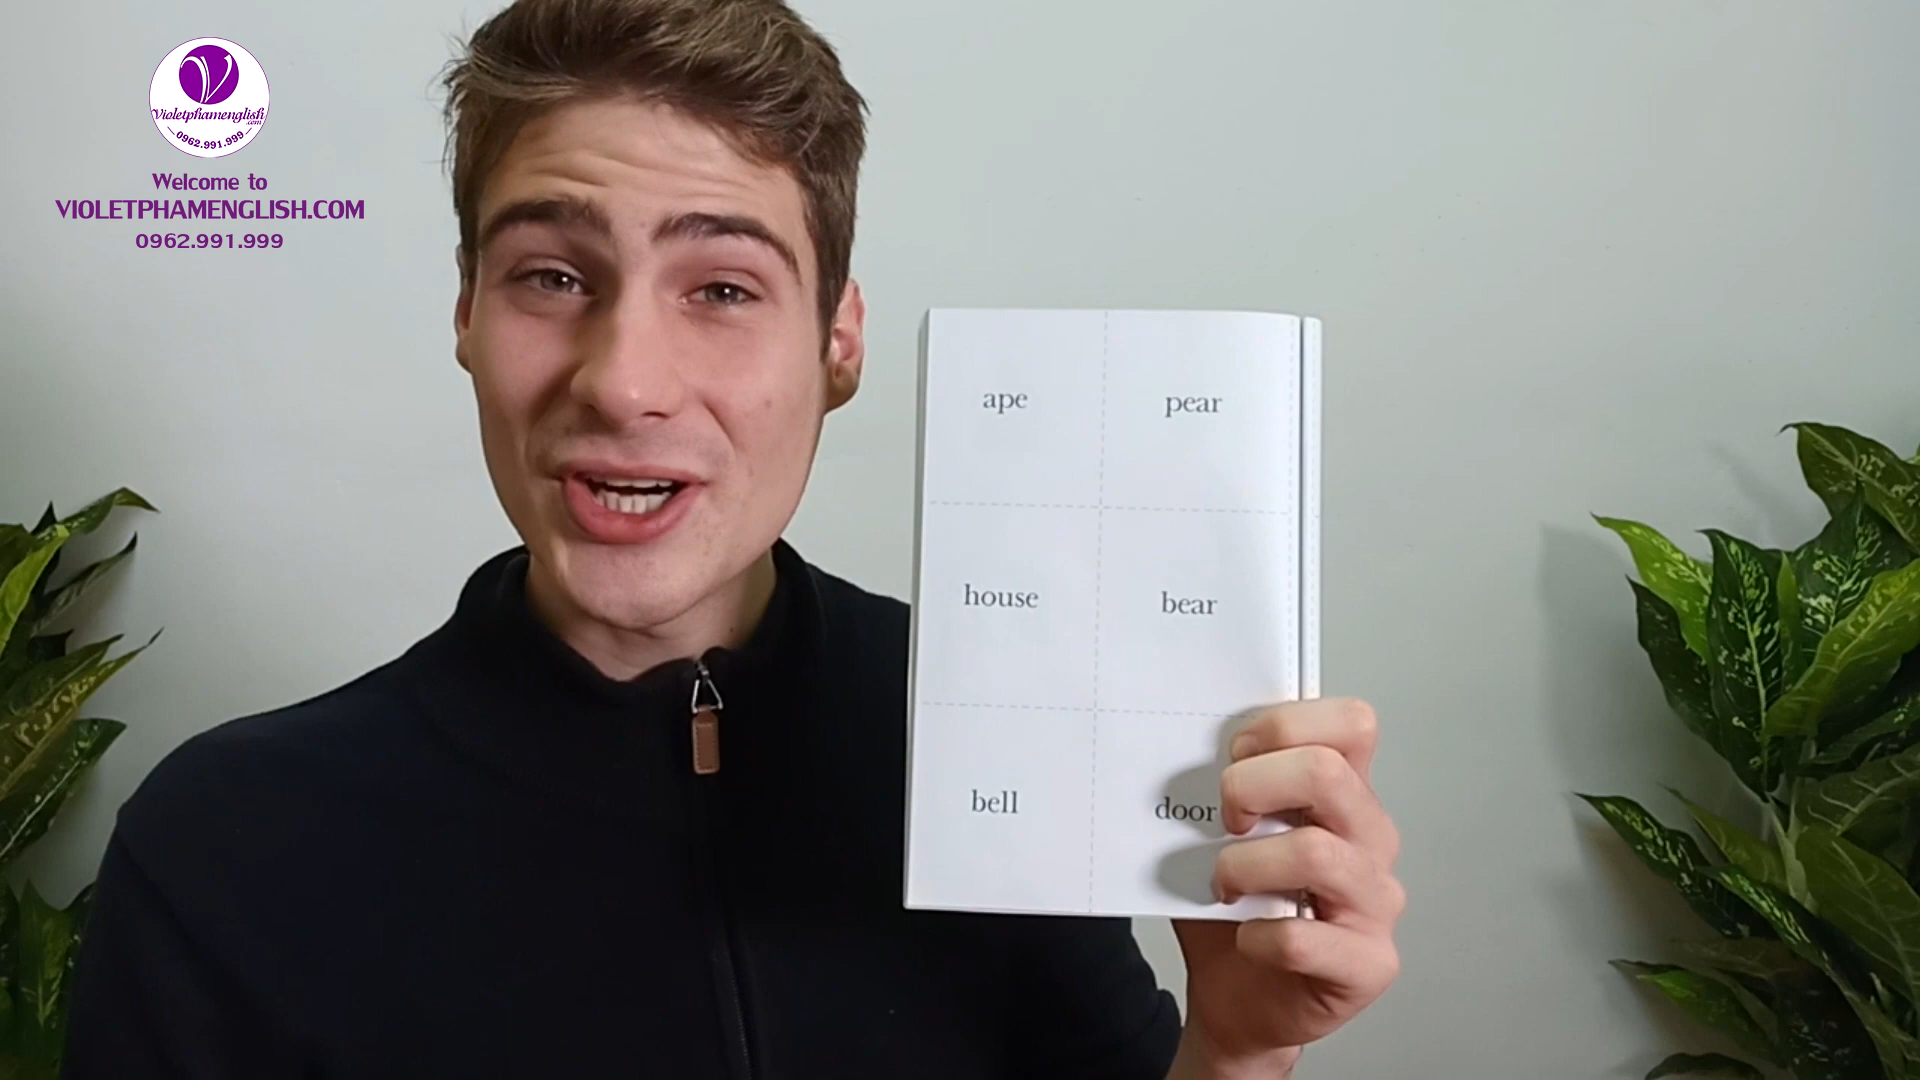 Violetphamenglish
.com
0962.991.999
Welcome to
VIOLETPHAMENGLISH.COM
0962.991.999
ape pear
house bear
bell door